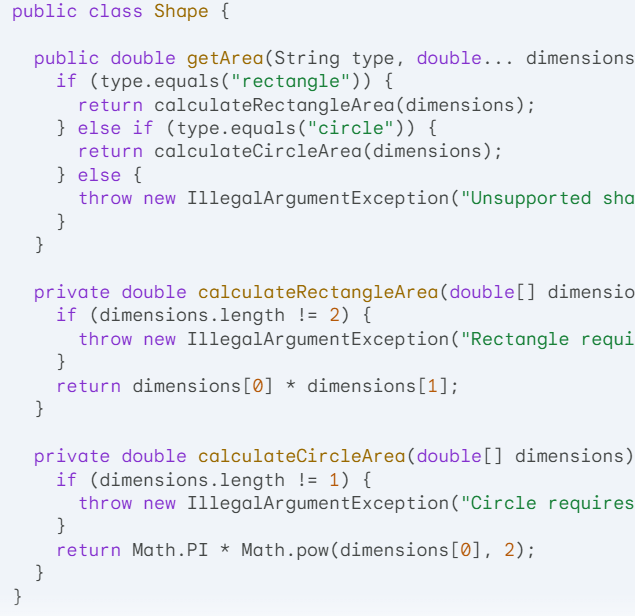 public class Shape {
  public double getArea(String type, double... dimensions
    if (type.equals("rectangle")) {
      return calculateRectangleArea(dimensions);
    } else if (type.equals("circle")) {
      return calculateCircleArea(dimensions);
    } else {
      throw new IllegalArgumentException("Unsupported sha
    }
  }
  private double calculateRectangleArea(double[] dimensio
    if (dimensions.length != 2) {
      throw new IllegalArgumentException("Rectangle requi
    }
    return dimensions[0] * dimensions[1];
  }
  private double calculateCircleArea(double[] dimensions)
    if (dimensions.length != 1) {
      throw new IllegalArgumentException("Circle requires
    }
    return Math.PI * Math.pow(dimensions[0], 2);
  }
}